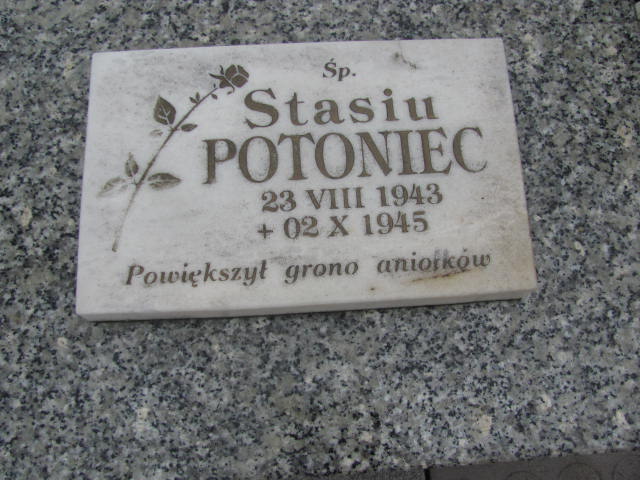 Śp.
Stasiu
POTONIEC
23 VIII 1943
+ 02 X 1945
Powiększył grono aniołków